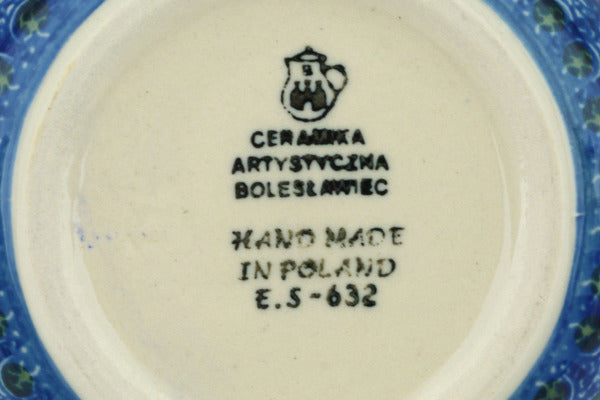 CERAMIKA
ARTYSTYCZNA
BOLESŁAWIEC
HAND MADE
IN POLAND
E.S-632